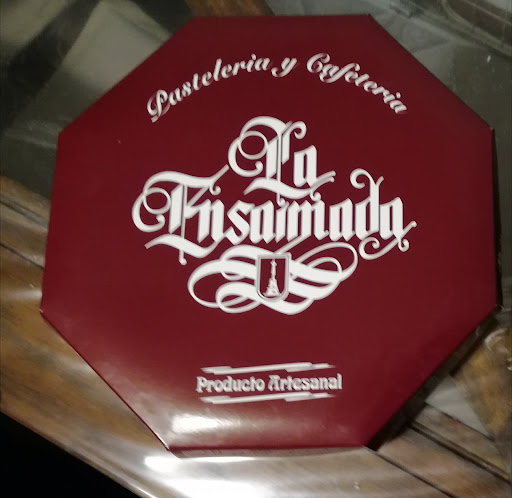 Pasteleria y Cafeteria
La
Ensaimada
Producto Artesanal